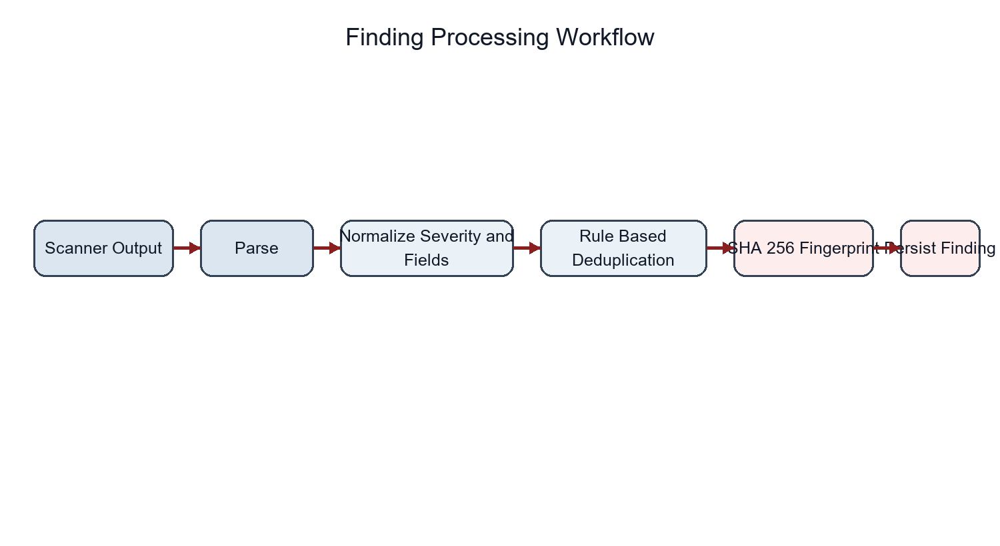 Finding Processing Workflow
Scanner Output
Parse
Normalize Severity and
Fields
Rule Based
Deduplication
SHA 256 Fingerprint
Persist Finding